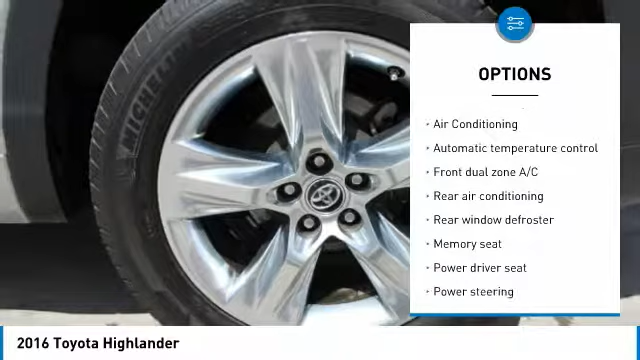 MICHELIN
OPTIONS
Air Conditioning
Automatic temperature control
Front dual zone A/C
Rear air conditioning
Rear window defroster
Memory seat
Power driver seat
Power steering
2016 Toyota Highlander